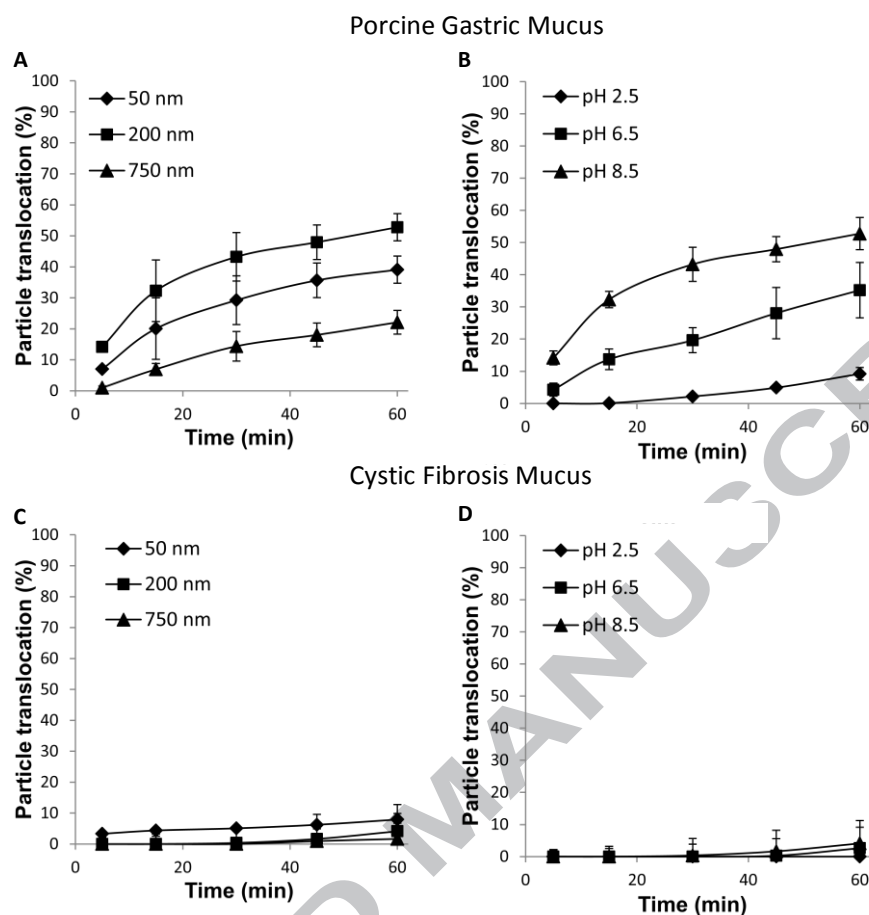 Porcine Gastric Mucus
A
B
Particle translocation (%)
100
90
80
70
60
50
40
30
20
10
0
50 nm
200 nm
750 nm
0 20 40 60
Time (min)
Particle translocation (%)
100
90
80
70
60
50
40
30
20
10
0
pH 2.5
pH 6.5
pH 8.5
0 20 40 60
Time (min)
Cystic Fibrosis Mucus
C
D
Particle translocation (%)
100
90
80
70
60
50
40
30
20
10
0
50 nm
200 nm
750 nm
0 20 40 60
Time (min)
Particle translocation (%)
100
90
80
70
60
50
40
30
20
10
0
pH 2.5
pH 6.5
pH 8.5
0 20 40 60
Time (min)
D MANUSCE